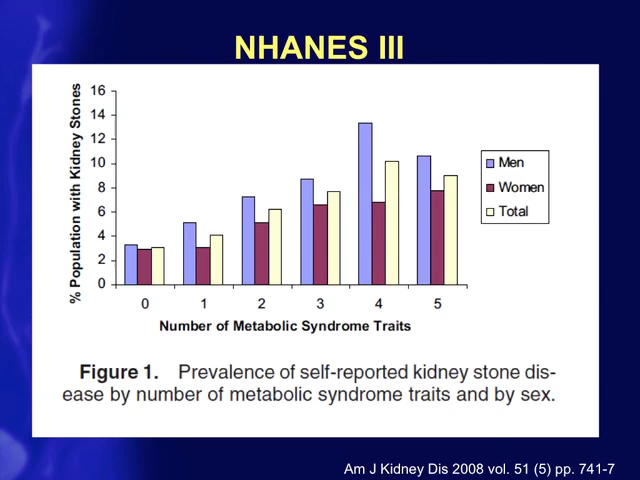 NHANES III
% Population with Kidney Stones
16
14
12
10
8
6
4
2
0
0 1 2 3 4 5
Number of Metabolic Syndrome Traits
Men
Women
Total
Figure 1. Prevalence of self-reported kidney stone dis-
ease by number of metabolic syndrome traits and by sex.
Am J Kidney Dis 2008 vol. 51 (5) pp. 741-7